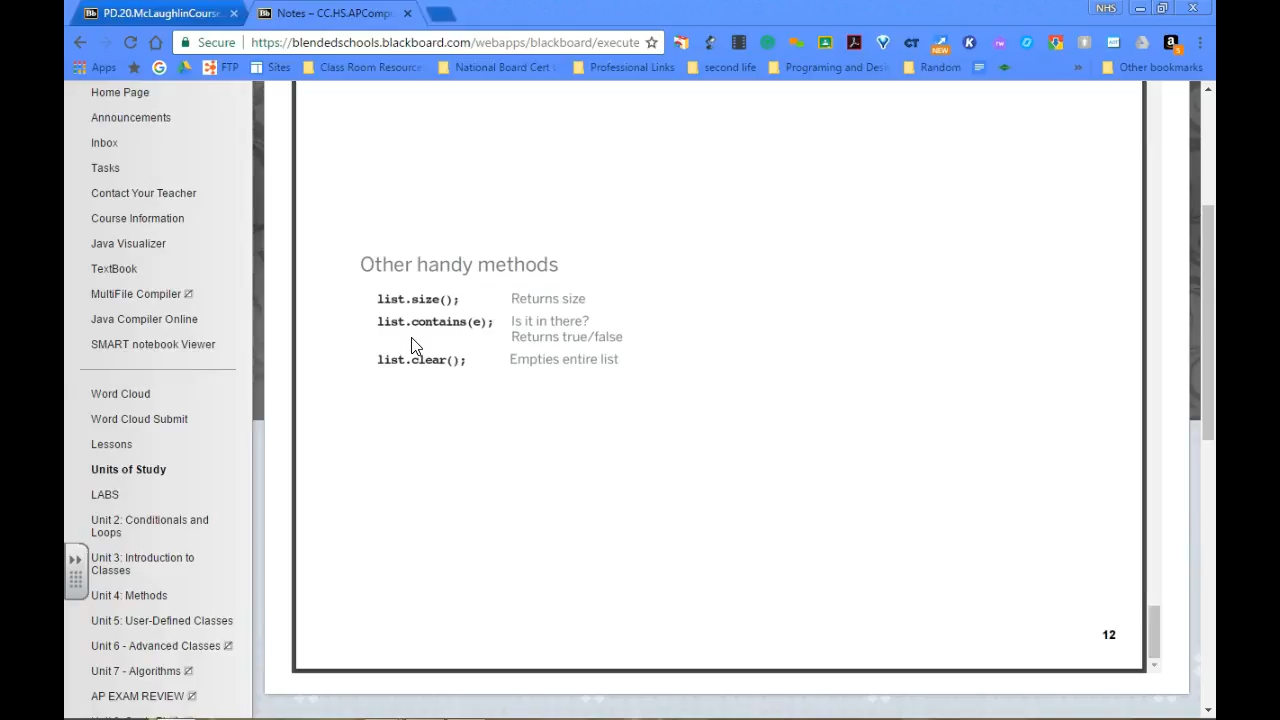 PD.20.McLaughlinCourse
Notes – CC.HS.APComp
NHS
Secure
https://blendedschools.blackboard.com/webapps/blackboard/execute
Apps
FTP
Sites
Class Room Resource
National Board Cert
Professional Links
second life
Programing and Des
Random
Other bookmarks
Home Page
Announcements
Inbox
Tasks
Contact Your Teacher
Course Information
Java Visualizer
TextBook
MultiFile Compiler
Java Compiler Online
SMART notebook Viewer
Word Cloud
Word Cloud Submit
Lessons
Units of Study
LABS
Unit 2: Conditionals and
Loops
Unit 3: Introduction to
Classes
Unit 4: Methods
Unit 5: User-Defined Classes
Unit 6 - Advanced Classes
Unit 7 - Algorithms
AP EXAM REVIEW
Other handy methods
list.size(); Returns size
list.contains(e); Is it in there?
Returns true/false
list.clear(); Empties entire list
12